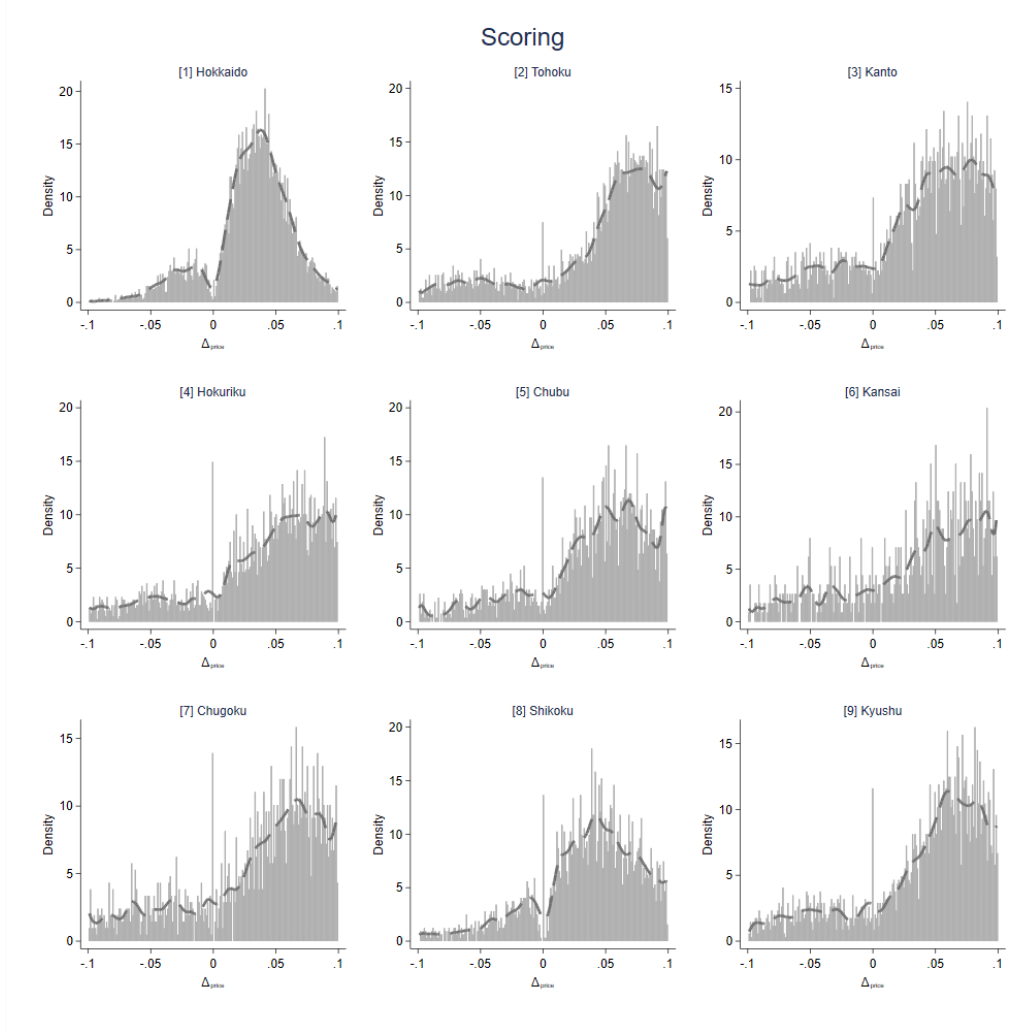 Scoring
[1] Hokkaido
20
15
10
5
0
Density
-.1 -.05 0 .05 .1
Δprice
[2] Tohoku
20
15
10
5
0
Density
-.1 -.05 0 .05 .1
Δprice
[3] Kanto
15
10
5
0
Density
-.1 -.05 0 .05 .1
Δprice
[4] Hokuriku
20
15
10
5
0
Density
-.1 -.05 0 .05 .1
Δprice
[5] Chubu
20
15
10
5
0
Density
-.1 -.05 0 .05 .1
Δprice
[6] Kansai
20
15
10
5
0
Density
-.1 -.05 0 .05 .1
Δprice
[7] Chugoku
15
10
5
0
Density
-.1 -.05 0 .05 .1
Δprice
[8] Shikoku
20
15
10
5
0
Density
-.1 -.05 0 .05 .1
Δprice
[9] Kyushu
15
10
5
0
Density
-.1 -.05 0 .05 .1
Δprice